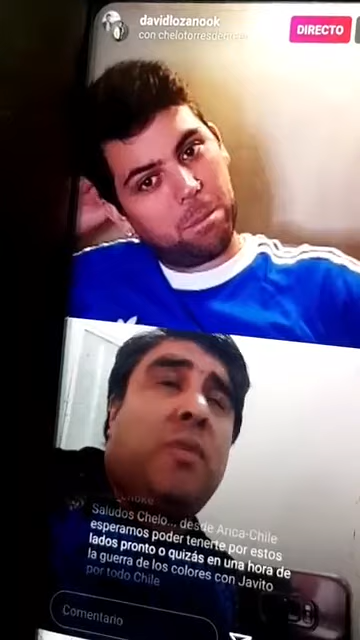 davidlozanook
con chelotorresde
DIRECTO
Saludos Chelo... desde Arica-Chile
esperamos poder tenerte por estos
lados pronto o quizás en una hora de
la guerra de los colores con Javito
por todo Chile
Comentario